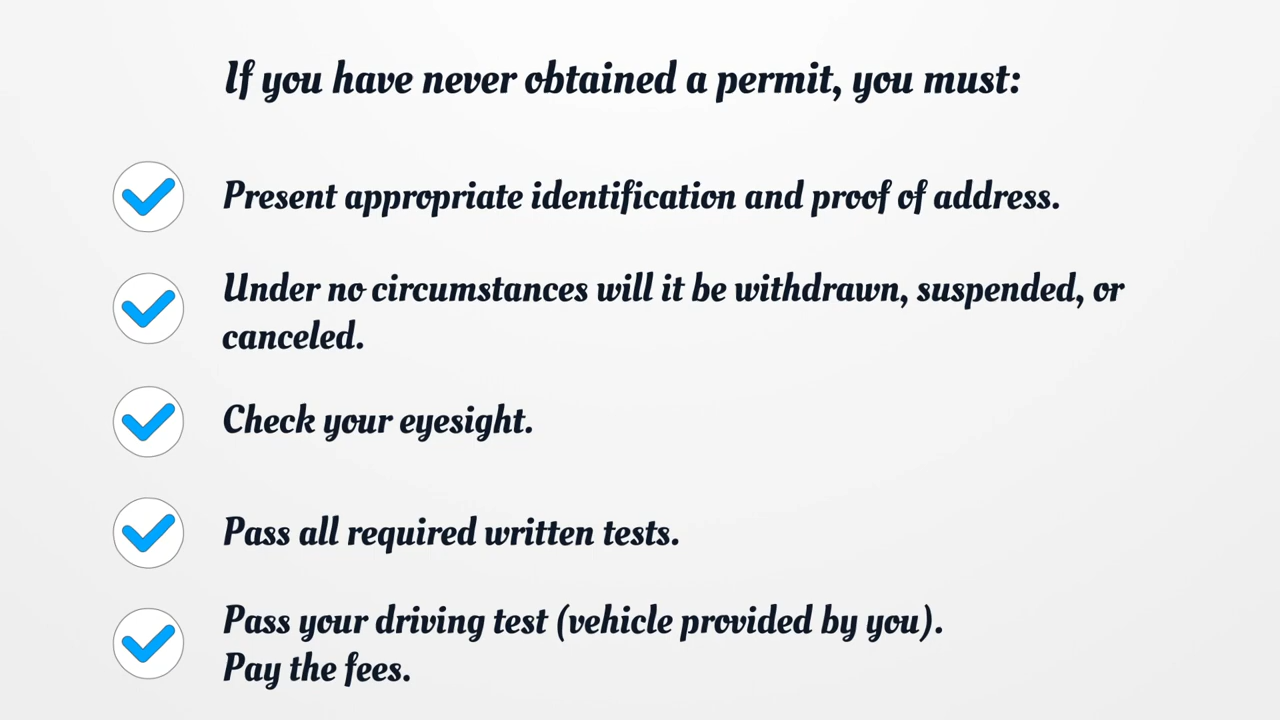 If you have never obtained a permit, you must:
Present appropriate identification and proof of address.
Under no circumstances will it be withdrawn, suspended, or
canceled.
Check your eyesight.
Pass all required written tests.
Pass your driving test (vehicle provided by you).
Pay the fees.